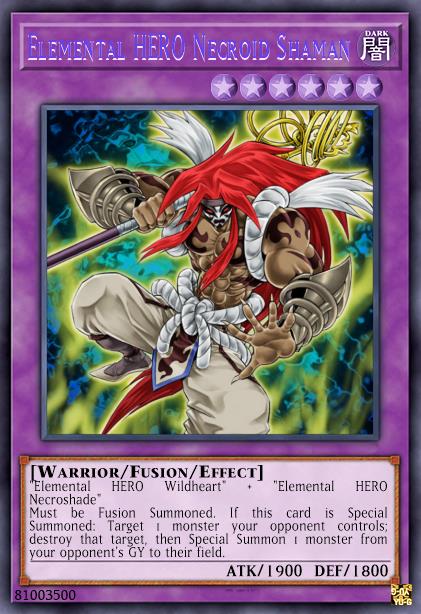 Elemental HERO Necroid Shaman
DARK
闇
[Warrior/Fusion/Effect]
"Elemental HERO Wildheart" + "Elemental HERO
Necroshade"
Must be Fusion Summoned. If this card is Special
Summoned: Target 1 monster your opponent controls;
destroy that target, then Special Summon 1 monster from
your opponent's GY to their field.
ATK/1900 DEF/1800
81003500